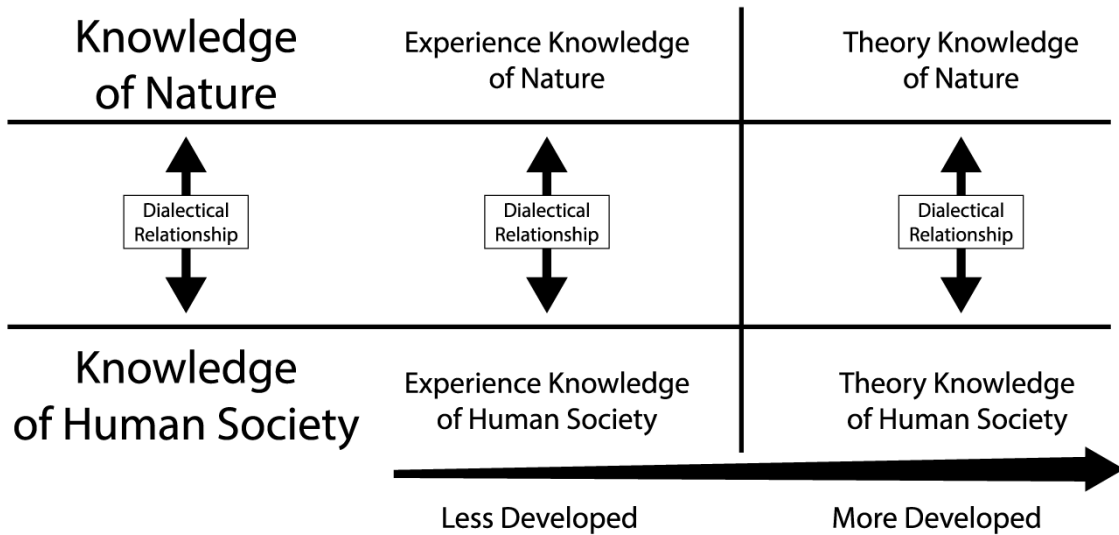 Knowledge
of Nature
Experience Knowledge
of Nature
Theory Knowledge
of Nature
Dialectical
Relationship
Dialectical
Relationship
Dialectical
Relationship
Knowledge
of Human Society
Experience Knowledge
of Human Society
Theory Knowledge
of Human Society
Less Developed
More Developed